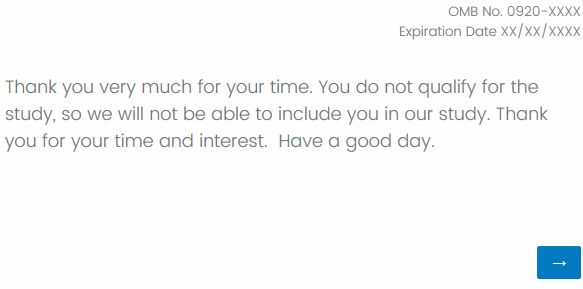 OMB No. 0920-XXXX
Expiration Date XX/XX/XXXX
Thank you very much for your time. You do not qualify for the
study, so we will not be able to include you in our study. Thank
you for your time and interest.  Have a good day.
→